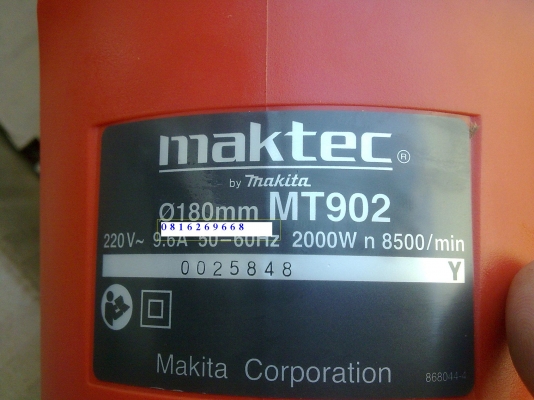 maktec®
by Makita
Ø180mm MT902
0816269668
220V~ 9.6A 50-60Hz 2000W n 8500/min
0025848 Y
Makita Corporation
868044-4